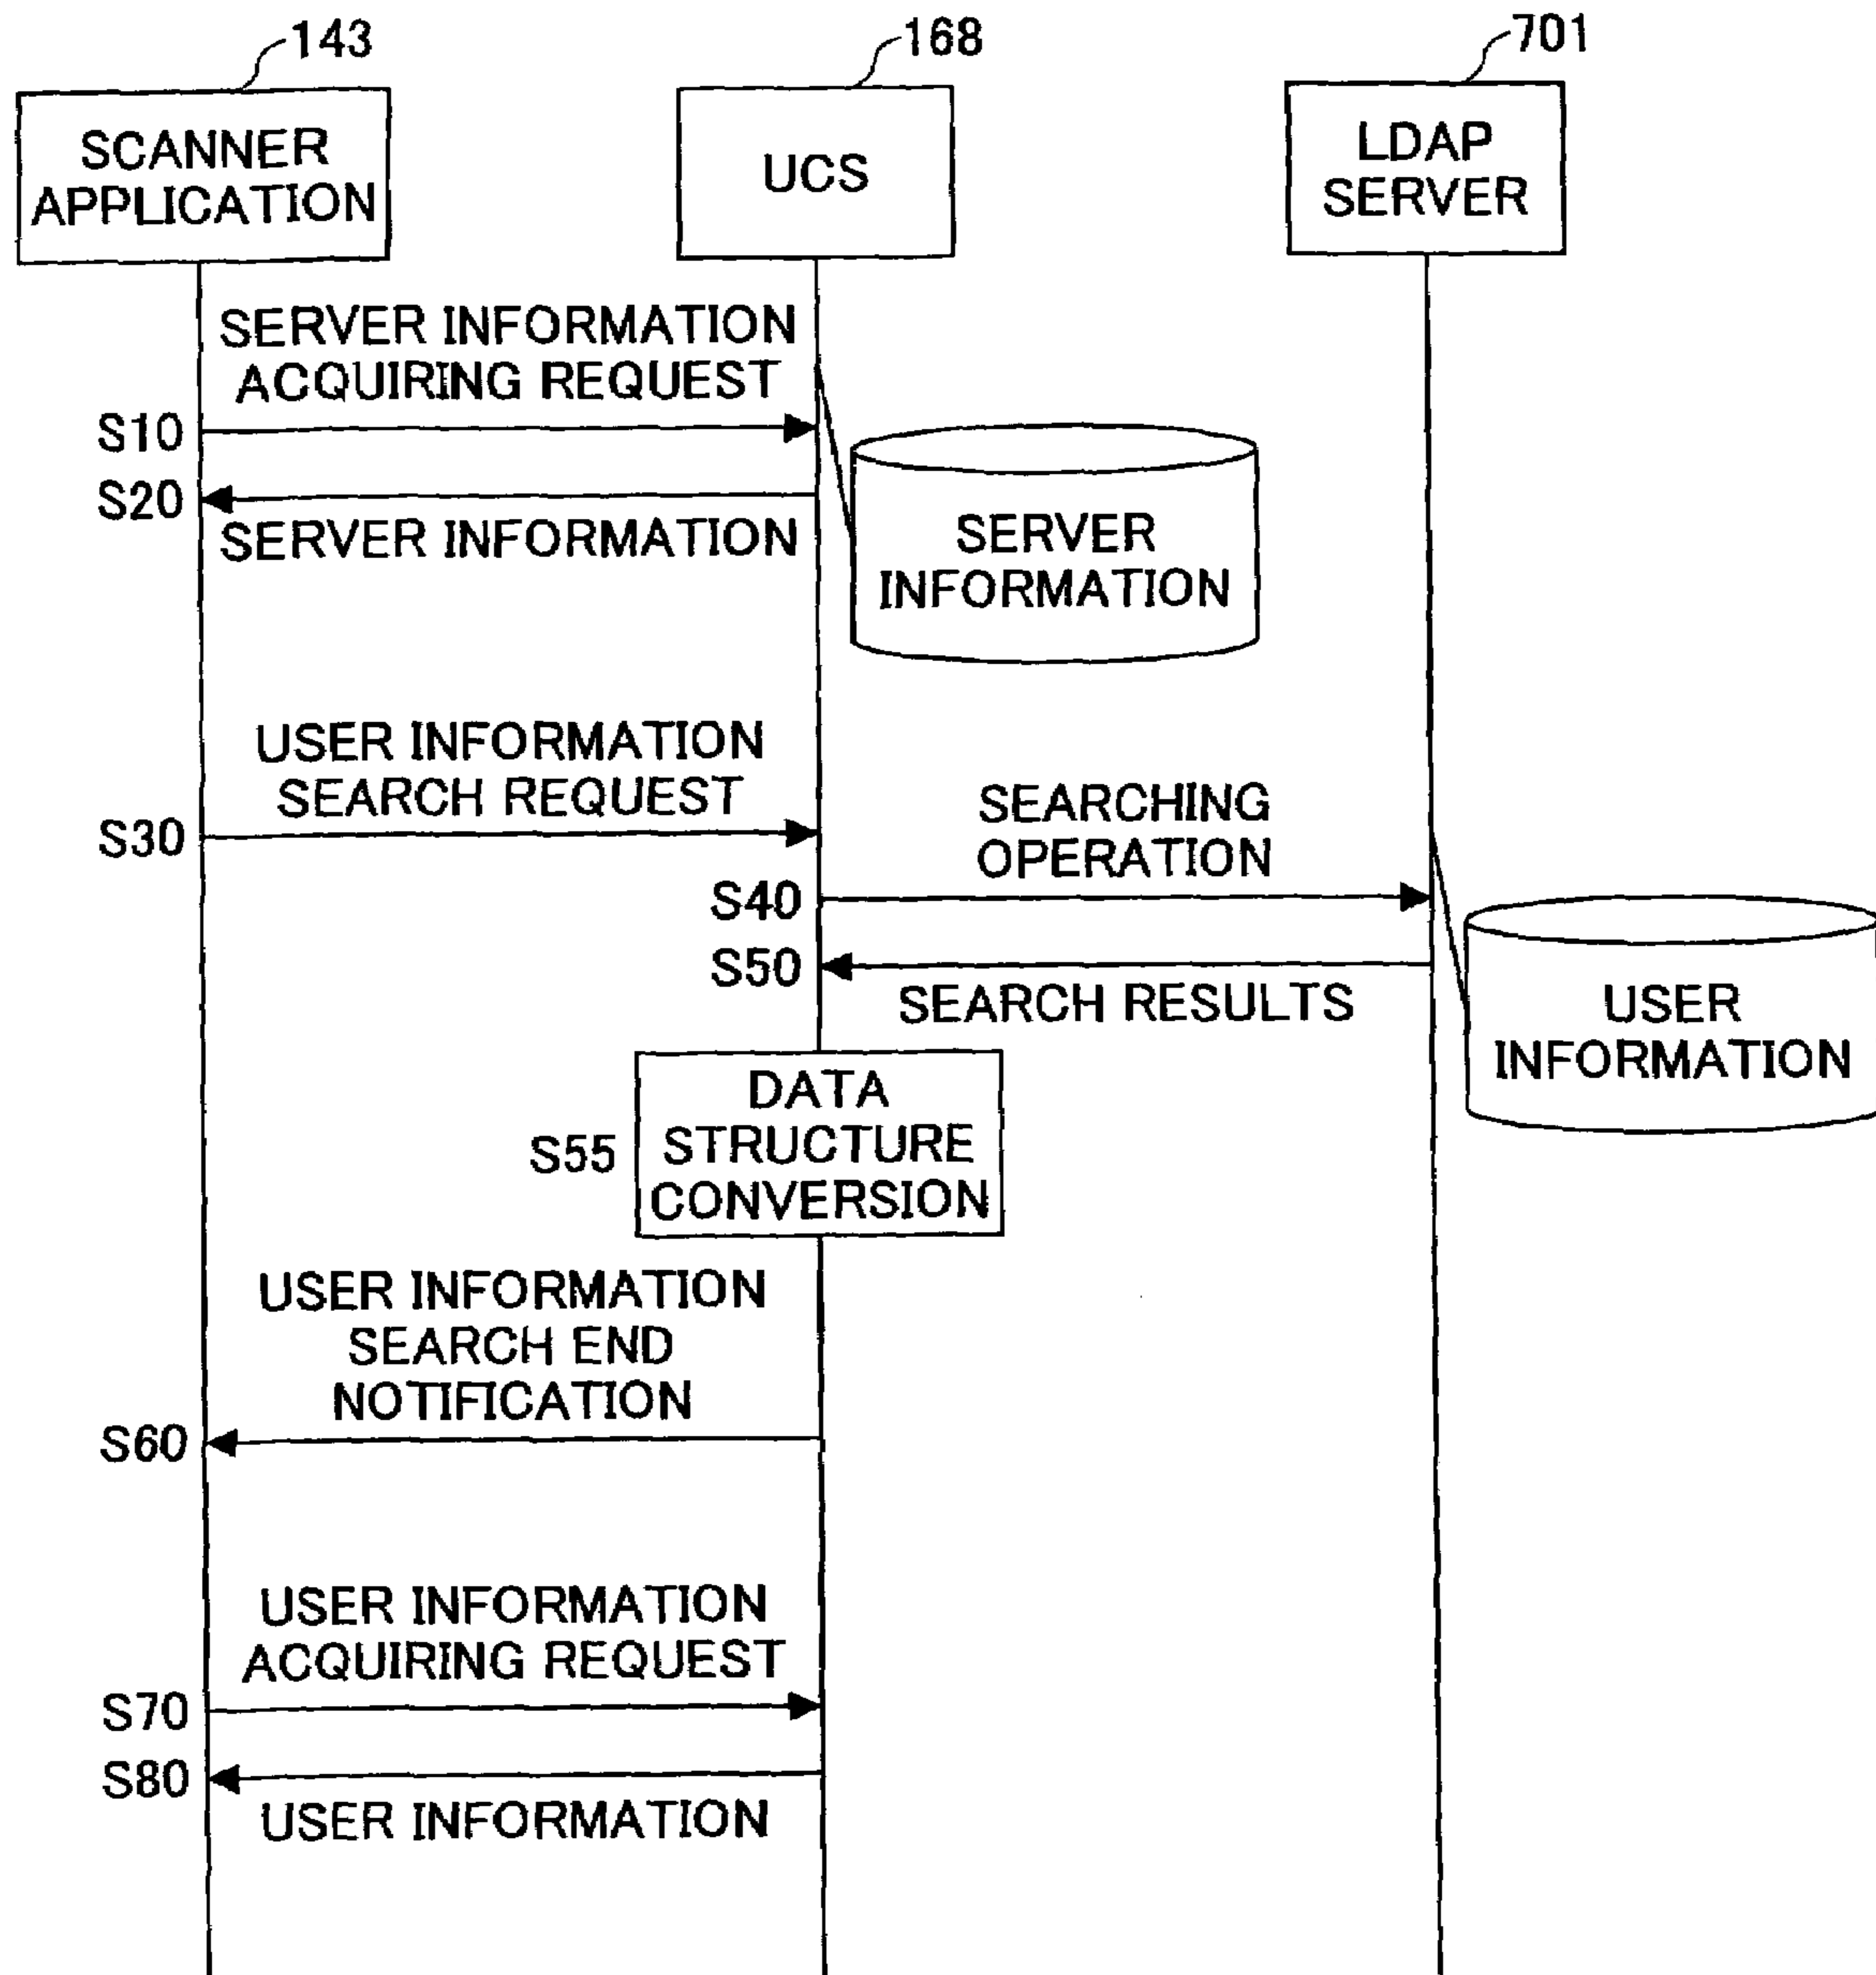 143
168
701
SCANNER
APPLICATION
UCS
LDAP
SERVER
SERVER INFORMATION
ACQUIRING REQUEST
S10
S20
SERVER INFORMATION
SERVER
INFORMATION
USER INFORMATION
SEARCH REQUEST
S30
SEARCHING
OPERATION
S40
S50
SEARCH RESULTS
USER
INFORMATION
DATA
STRUCTURE
CONVERSION
S55
USER INFORMATION
SEARCH END
NOTIFICATION
S60
USER INFORMATION
ACQUIRING REQUEST
S70
S80
USER INFORMATION